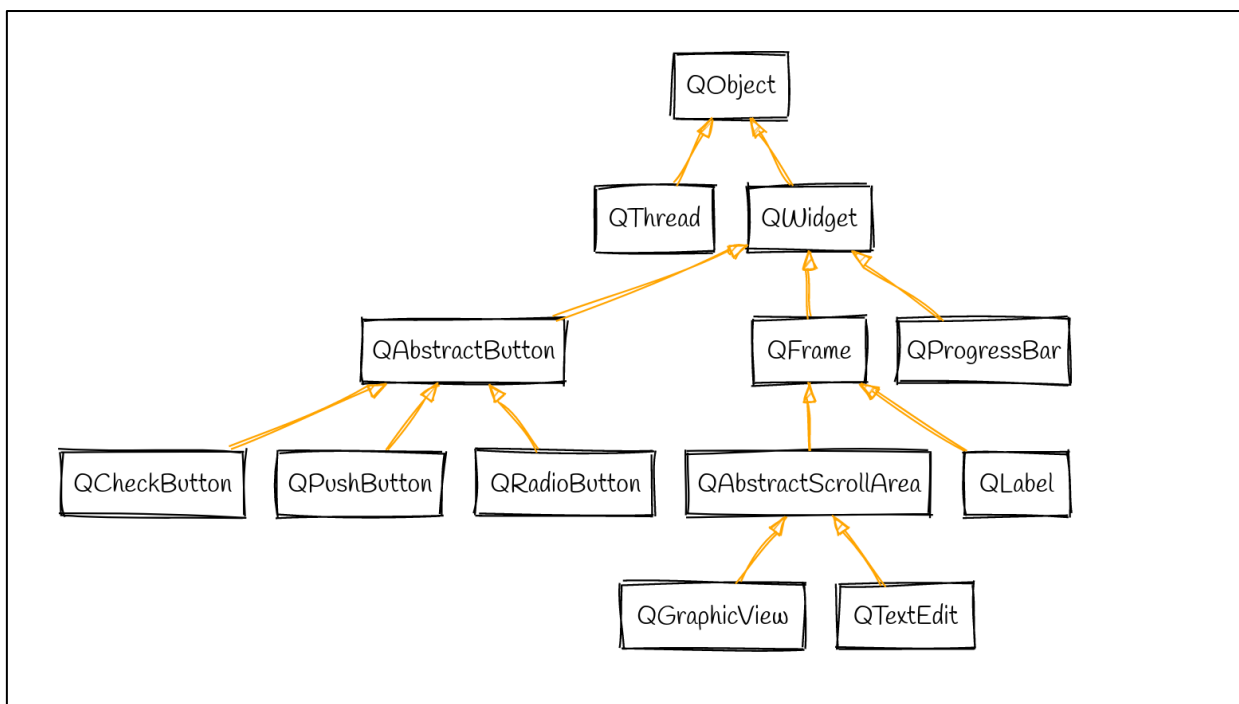 QObject
QThread
QWidget
QAbstractButton
QFrame
QProgressBar
QCheckButton
QPushButton
QRadioButton
QAbstractScrollArea
QLabel
QGraphicView
QTextEdit